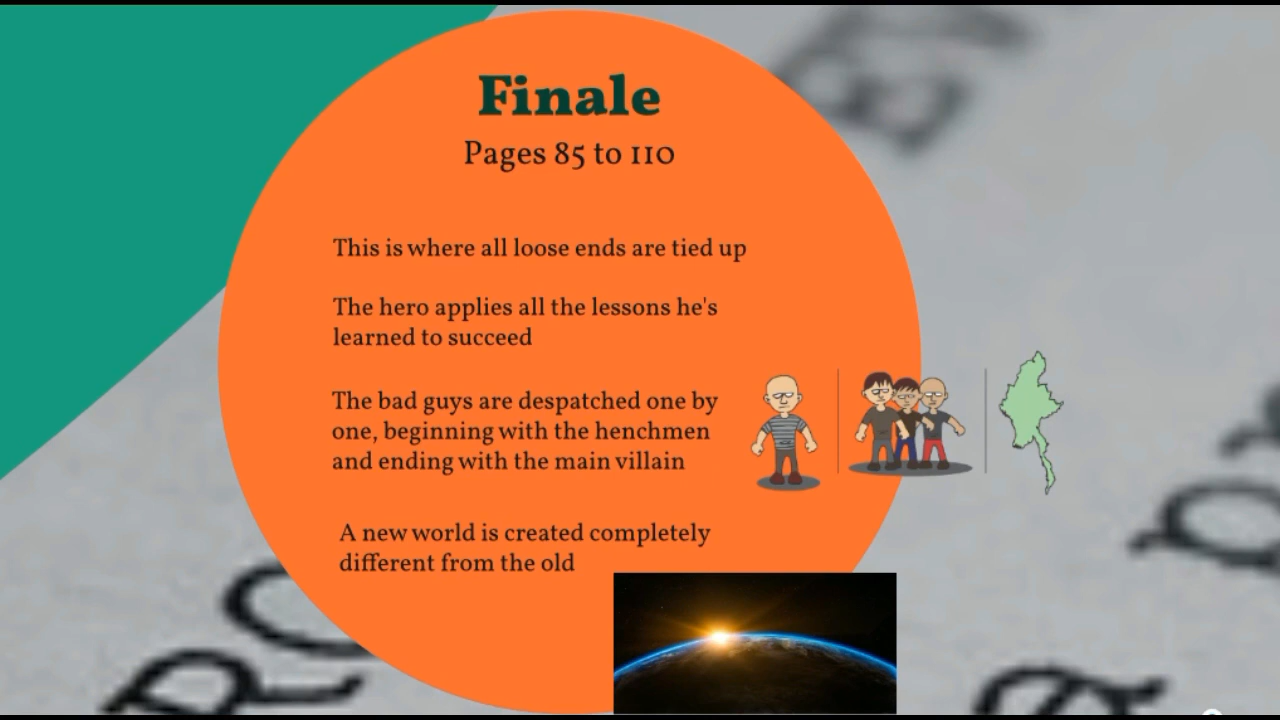 Finale
Pages 85 to 110
This is where all loose ends are tied up
The hero applies all the lessons he's
learned to succeed
The bad guys are despatched one by
one, beginning with the henchmen
and ending with the main villain
A new world is created completely
different from the old